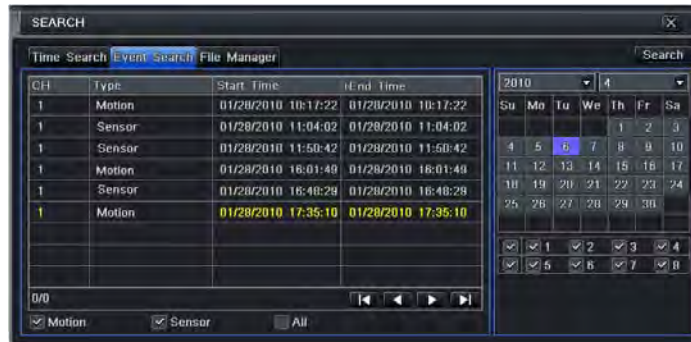 SEARCH
Time Search Event Search File Manager Search
CH Type Start Time End Time
1 Motion 01/28/2010 10:17:22 01/28/2010 10:17:22
1 Sensor 01/28/2010 11:04:02 01/28/2010 11:04:02
1 Sensor 01/28/2010 11:50:42 01/28/2010 11:50:42
1 Motion 01/28/2010 16:01:49 01/28/2010 16:01:49
1 Sensor 01/28/2010 16:48:29 01/28/2010 16:48:29
1 Motion 01/28/2010 17:35:10 01/28/2010 17:35:10
0/0
Motion Sensor All
2010 4
Su Mo Tu We Th Fr Sa
1 2 3
4 5 6 7 8 9 10
11 12 13 14 15 16 17
18 19 20 21 22 23 24
25 26 27 28 29 30
1 2 3 4
5 6 7 8